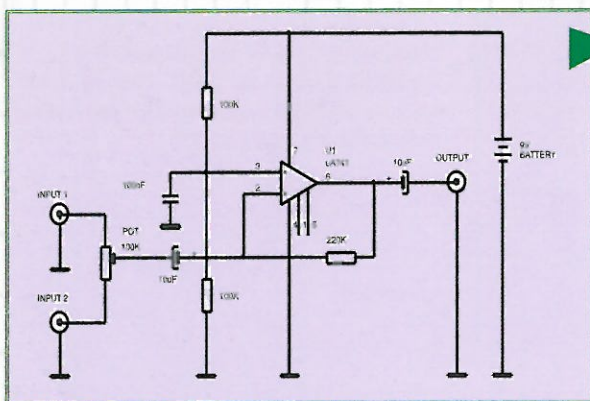 100K
7
U1
3
2
6
100nF
10uF
OUTPUT
9V
BATTERY
INPUT 1
POT
100K
10uF
220K
100K
INPUT 2